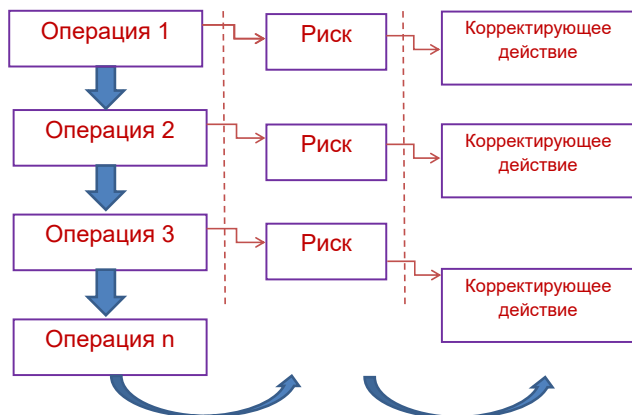 Операция 1
Риск
Корректирующее
действие
Операция 2
Риск
Корректирующее
действие
Операция 3
Риск
Корректирующее
действие
Операция n